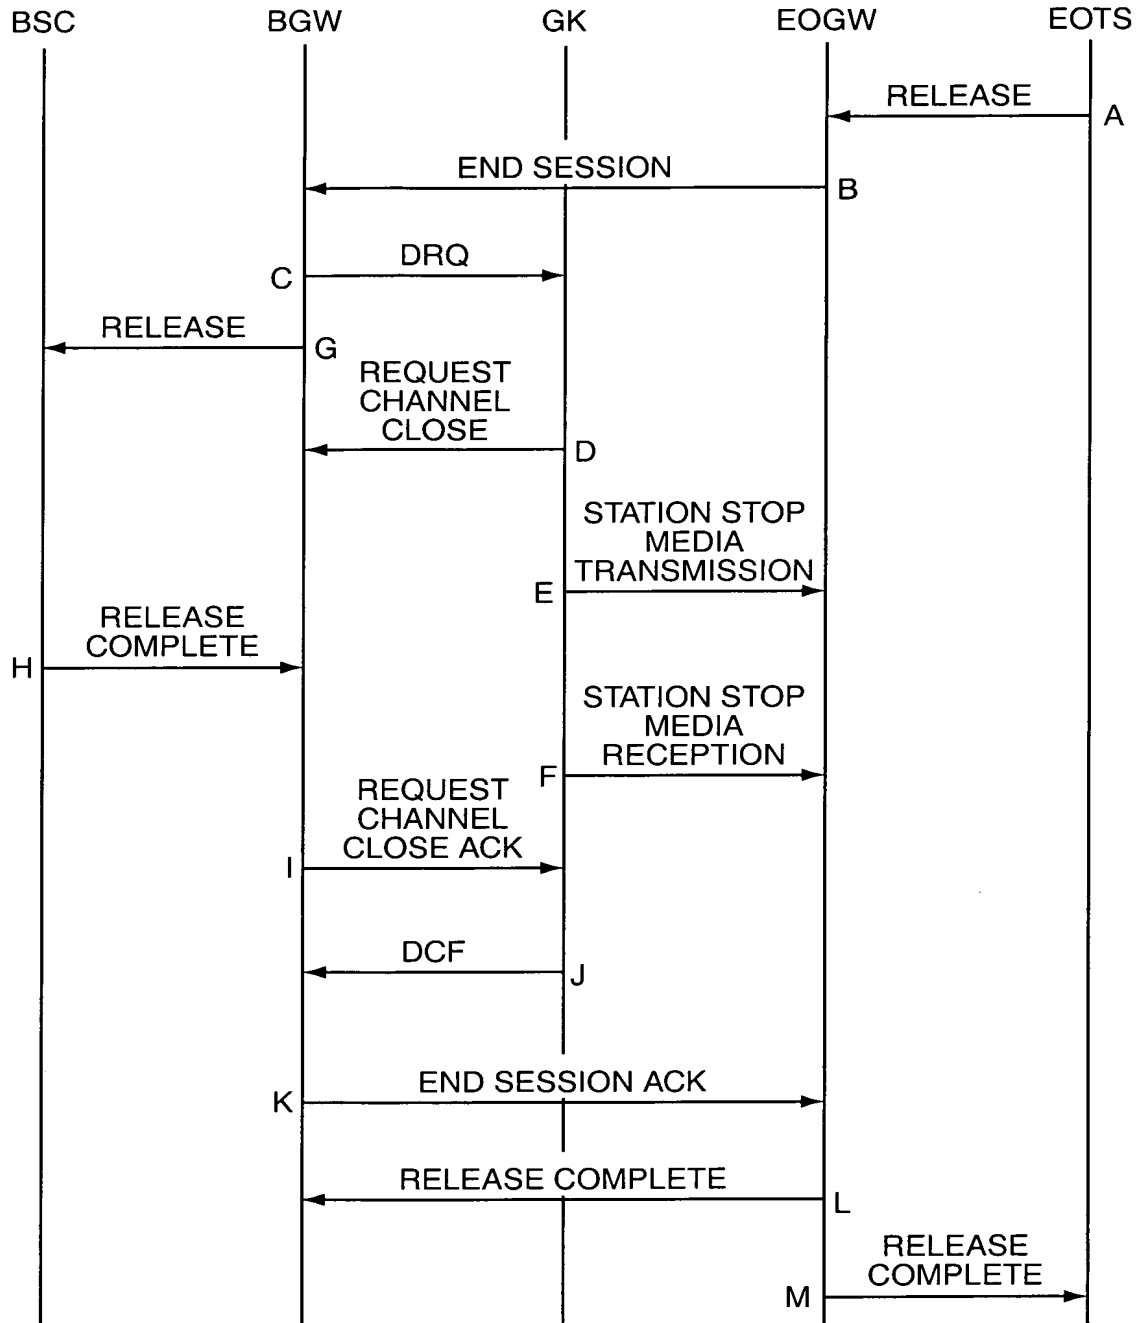 BSC BGW GK EOGW EOTS
RELEASE
A
END SESSION
B
DRQ
C
RELEASE
G
REQUEST
CHANNEL
CLOSE
D
STATION STOP
MEDIA
TRANSMISSION
E
RELEASE
COMPLETE
H
STATION STOP
MEDIA
RECEPTION
F
REQUEST
CHANNEL
CLOSE ACK
I
DCF
J
END SESSION ACK
K
RELEASE COMPLETE
L
RELEASE
COMPLETE
M